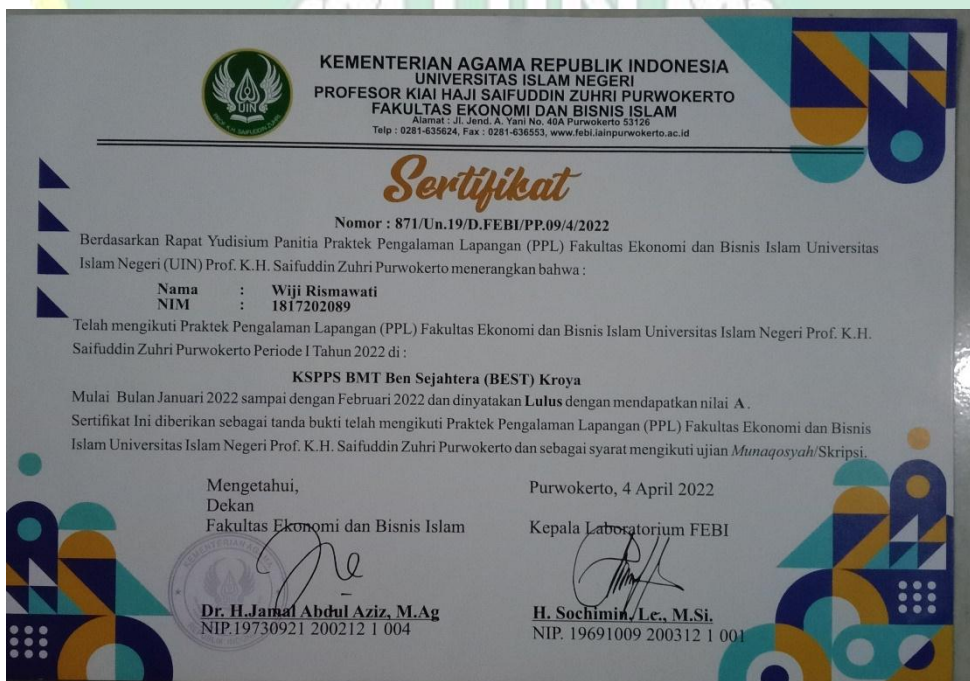 KEMENTERIAN AGAMA REPUBLIK INDONESIA
UNIVERSITAS ISLAM NEGERI
PROFESOR KIAI HAJI SAIFUDDIN ZUHRI PURWOKERTO
FAKULTAS EKONOMI DAN BISNIS ISLAM
Alamat : Jl. Jend. A. Yani No. 40A Purwokerto 53126
Telp : 0281-635624, Fax : 0281-636553, www.febi.iainpurwokerto.ac.id
UIN
Sertifikat
Nomor : 871/Un.19/D.FEBI/PP.09/4/2022
Berdasarkan Rapat Yudisium Panitia Praktek Pengalaman Lapangan (PPL) Fakultas Ekonomi dan Bisnis Islam Universitas
Islam Negeri (UIN) Prof. K.H. Saifuddin Zuhri Purwokerto menerangkan bahwa :
Nama : Wiji Rismawati
NIM : 1817202089
Telah mengikuti Praktek Pengalaman Lapangan (PPL) Fakultas Ekonomi dan Bisnis Islam Universitas Islam Negeri Prof. K.H.
Saifuddin Zuhri Purwokerto Periode I Tahun 2022 di :
KSPPS BMT Ben Sejahtera (BEST) Kroya
Mulai Bulan Januari 2022 sampai dengan Februari 2022 dan dinyatakan Lulus dengan mendapatkan nilai A.
Sertifikat Ini diberikan sebagai tanda bukti telah mengikuti Praktek Pengalaman Lapangan (PPL) Fakultas Ekonomi dan Bisnis
Islam Universitas Islam Negeri Prof. K.H. Saifuddin Zuhri Purwokerto dan sebagai syarat mengikuti ujian Munaqosyah/Skripsi.
Mengetahui,
Dekan
Fakultas Ekonomi dan Bisnis Islam
Dr. H.Jamal Abdul Aziz, M.Ag
NIP.19730921 200212 1 004
Purwokerto, 4 April 2022
Kepala Laboratorium FEBI
H. Sochimin, Lc., M.Si.
NIP. 19691009 200312 1 001